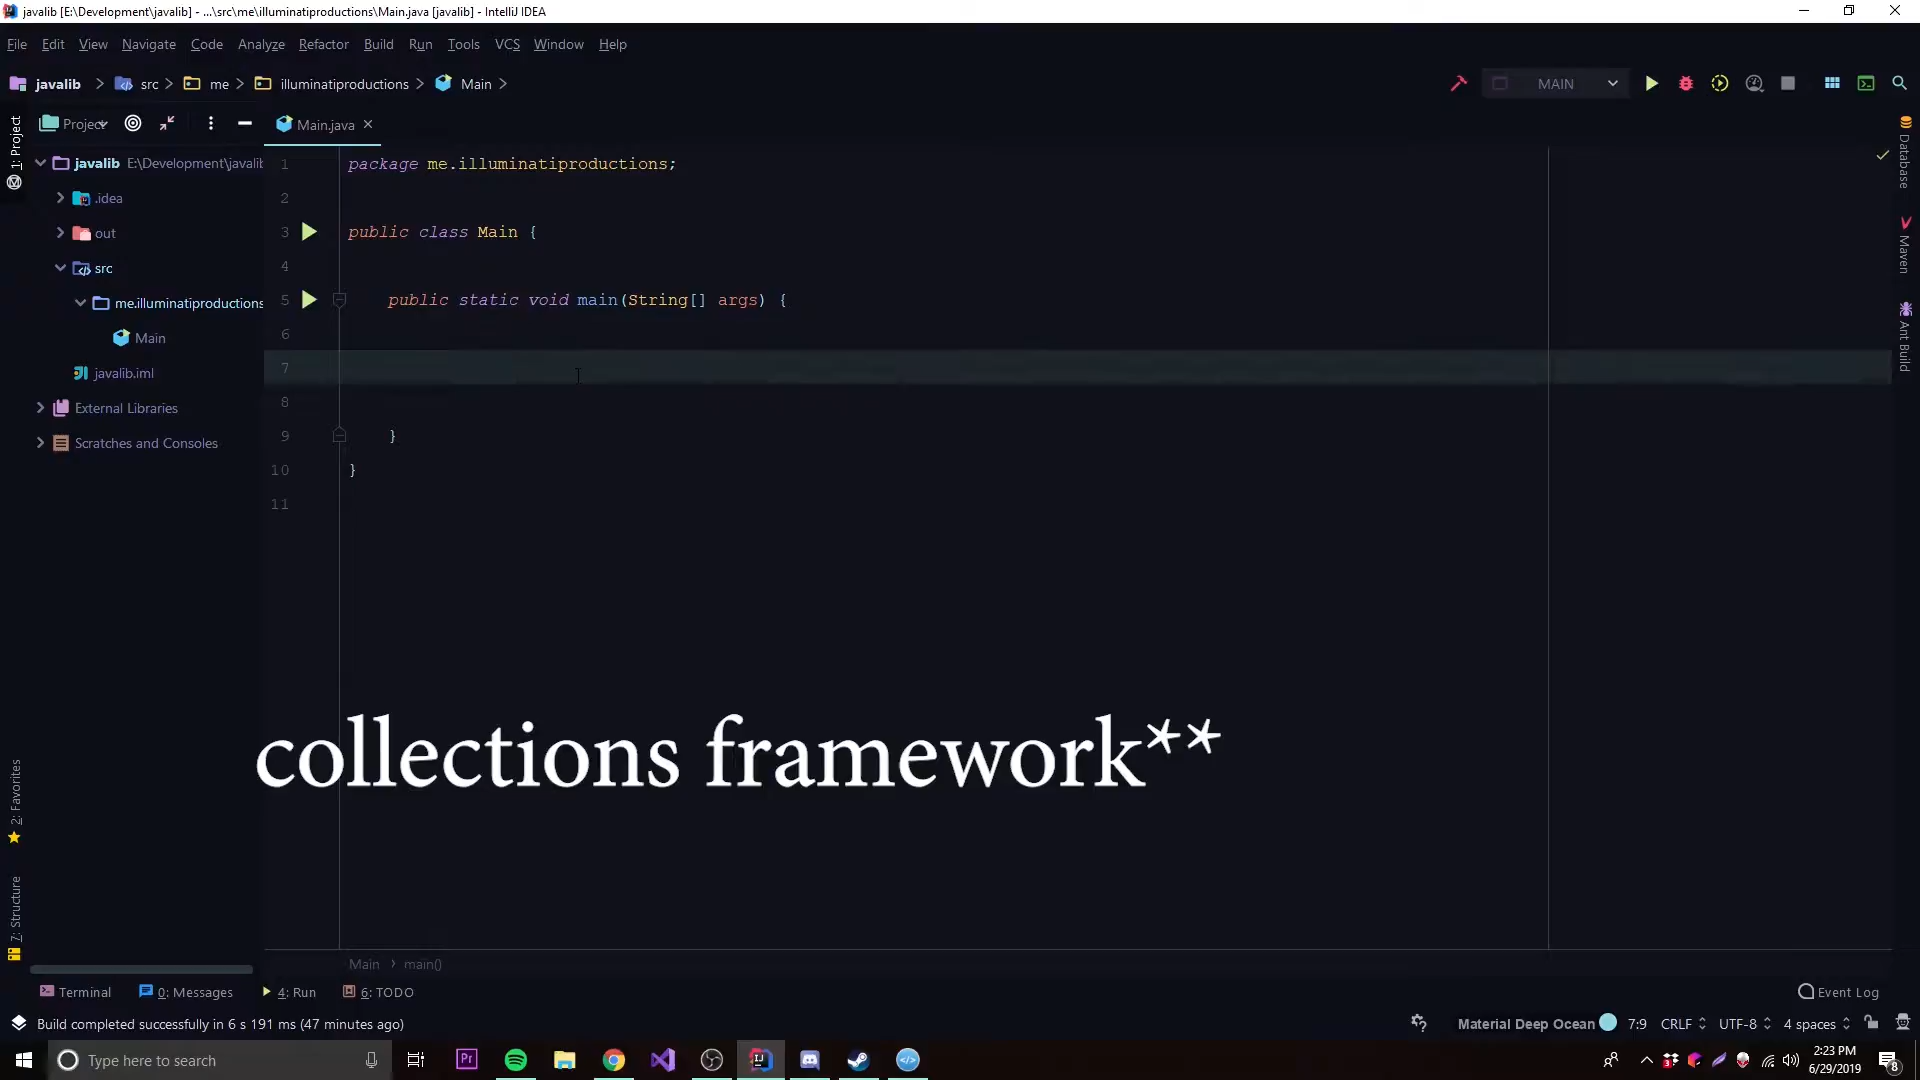 javalib [E:\Development\javalib] - ...\src\me\illuminatiproductions\Main.java [javalib] - IntelliJ IDEA
File Edit View Navigate Code Analyze Refactor Build Run Tools VCS Window Help
javalib src me illuminatiproductions Main
MAIN
Project
Main.java
1: Project
javalib E:\Development\javalib
.idea
out
src
me.illuminatiproductions
Main
javalib.iml
External Libraries
Scratches and Consoles
1 package me.illuminatiproductions;
2
3 public class Main {
4
5 public static void main(String[] args) {
6
7
8
9 }
10 }
11
Database
Maven
Ant Build
collections framework**
2: Favorites
7: Structure
Main main()
Terminal 0: Messages 4: Run 6: TODO
Event Log
Build completed successfully in 6 s 191 ms (47 minutes ago)
Material Deep Ocean 7:9 CRLF UTF-8 4 spaces
Type here to search
Pr
IJ
2:23 PM
6/29/2019
8